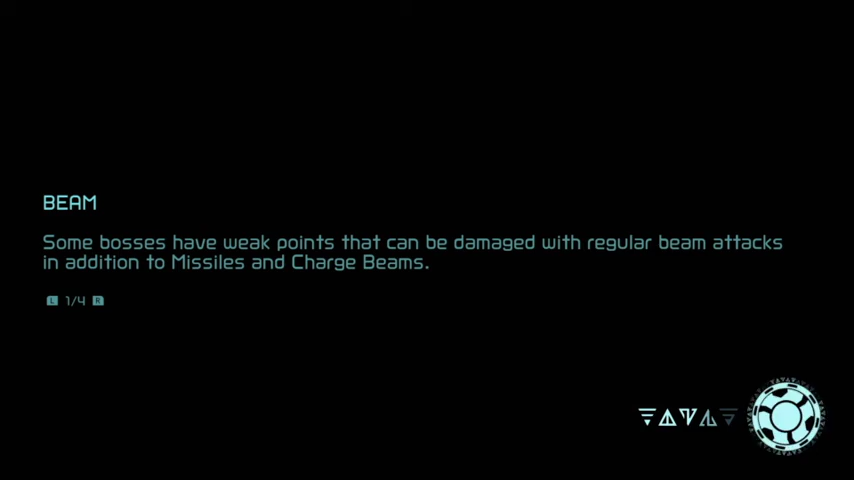 BEAM
Some bosses have weak points that can be damaged with regular beam attacks
in addition to Missiles and Charge Beams.
L 1/4 R